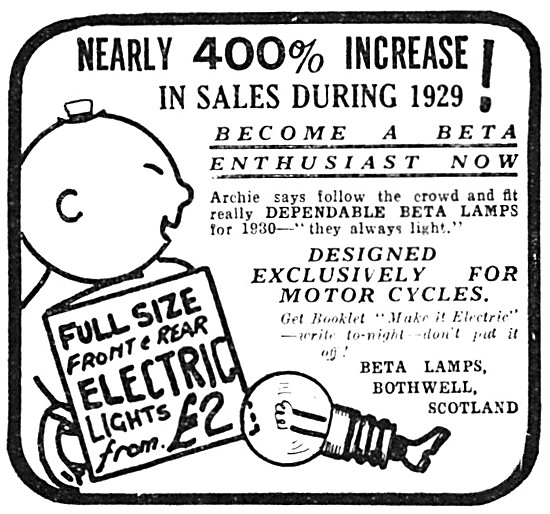 NEARLY 400% INCREASE!
IN SALES DURING 1929
BECOME A BETA
ENTHUSIAST NOW
Archie says follow the crowd and fit
really DEPENDABLE BETA LAMPS
for 1930—"they always light."
DESIGNED
EXCLUSIVELY FOR
MOTOR CYCLES.
Get Booklet "Make it Electric"
—write to-night—don't put it
off!
BETA LAMPS,
BOTHWELL,
SCOTLAND
FULL SIZE
FRONT & REAR
ELECTRIC
LIGHTS
from. £2